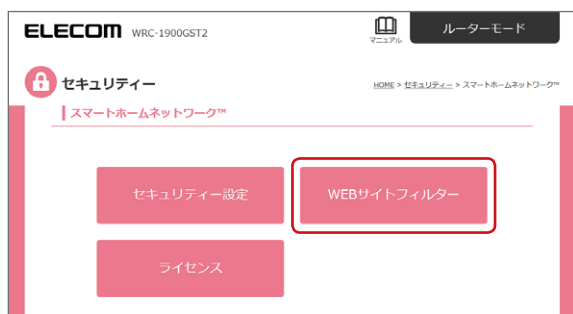 ELECOM WRC-1900GST2 マニュアル ルーターモード
セキュリティー HOME > セキュリティー > スマートホームネットワーク™
スマートホームネットワーク™
セキュリティー設定 WEBサイトフィルター
ライセンス